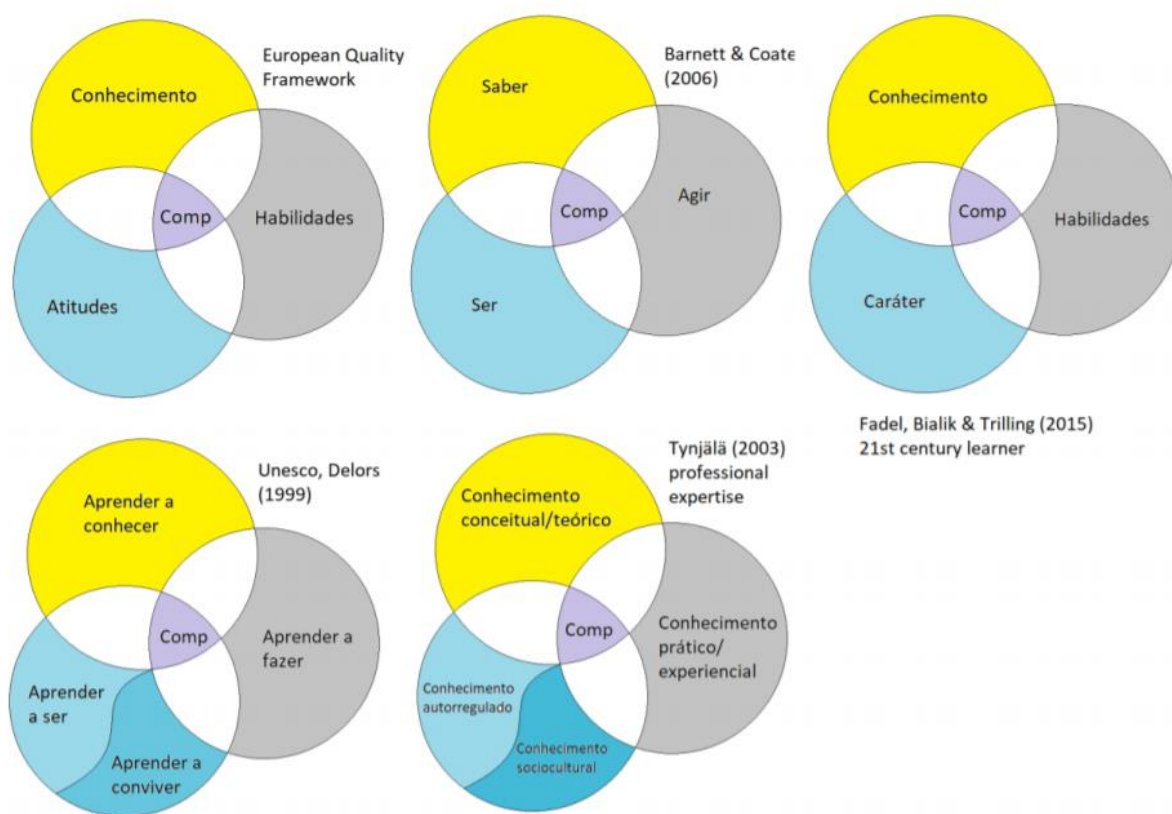 Conhecimento
European Quality
Framework
Comp
Habilidades
Atitudes
Saber
Barnett & Coate
(2006)
Comp
Agir
Ser
Conhecimento
Comp
Habilidades
Caráter
Fadel, Bialik & Trilling (2015)
21st century learner
Aprender a
conhecer
Unesco, Delors
(1999)
Comp
Aprender a
fazer
Aprender
a ser
Aprender a
conviver
Conhecimento
conceitual/teórico
Tynjälä (2003)
professional
expertise
Comp
Conhecimento
prático/
experiencial
Conhecimento
autorregulado
Conhecimento
sociocultural